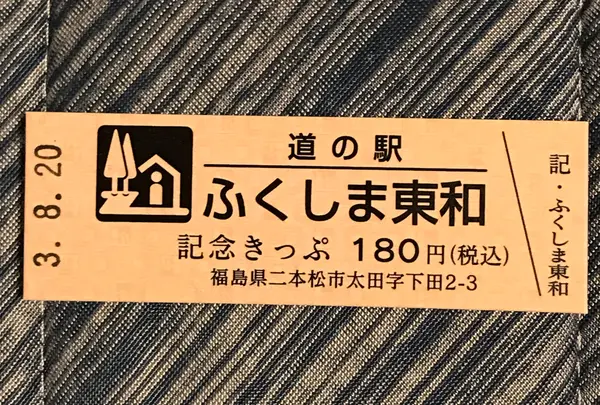 3.8.20
道の駅
ふくしま東和
記念きっぷ 180円(税込)
福島県二本松市太田字下田2-3
記・ふくしま東和